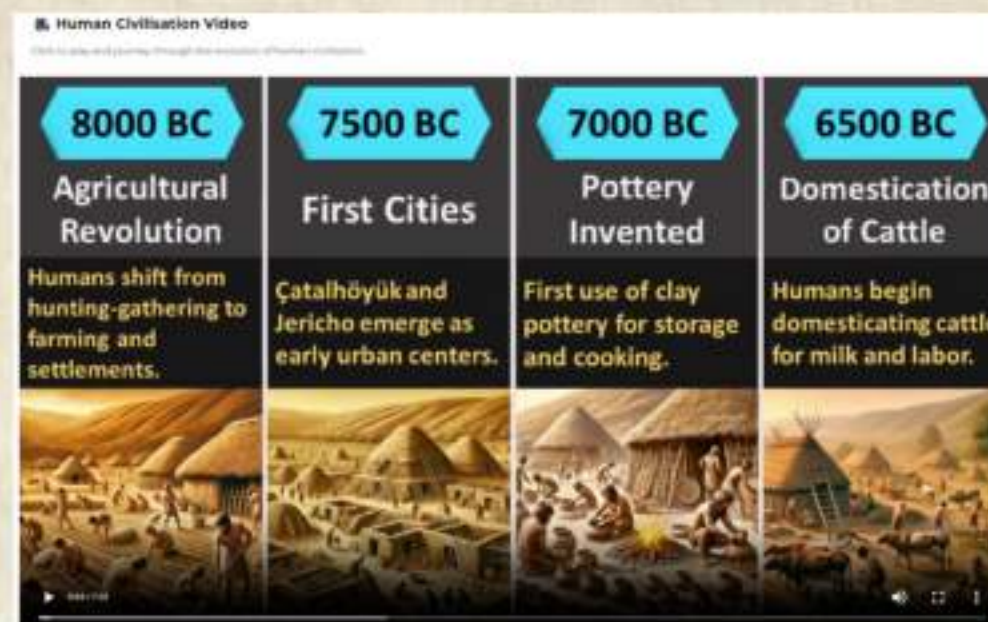 Human Civilisation Video
8000 BC
Agricultural
Revolution
Humans shift from
hunting-gathering to
farming and
settlements.
7500 BC
First Cities
Çatalhöyük and
Jericho emerge as
early urban centers.
7000 BC
Pottery
Invented
First use of clay
pottery for storage
and cooking.
6500 BC
Domestication
of Cattle
Humans begin
domesticating cattle
for milk and labor.